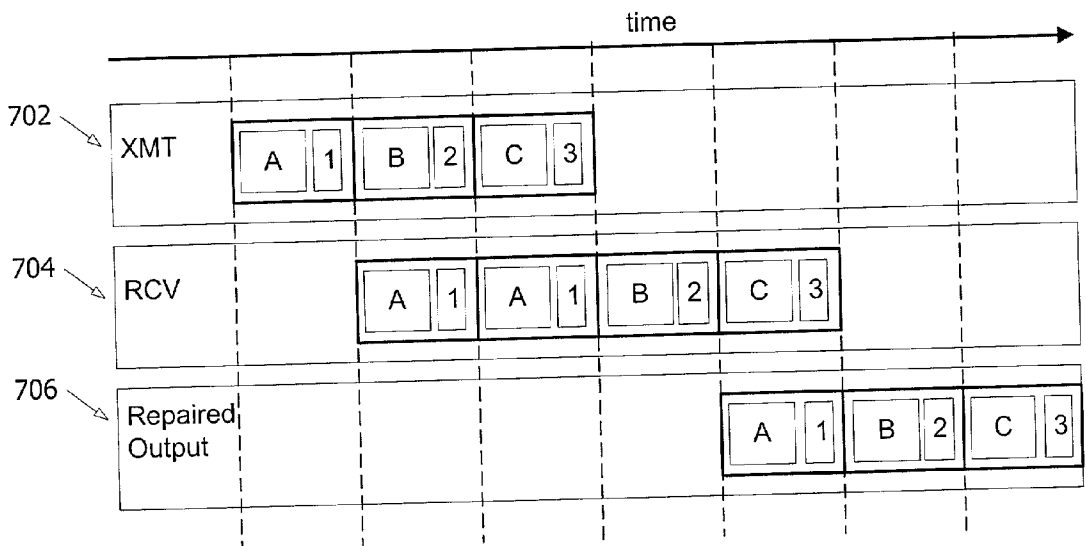 time
702
XMT
A 1 B 2 C 3
704
RCV
A 1 A 1 B 2 C 3
706
Repaired
Output
A 1 B 2 C 3